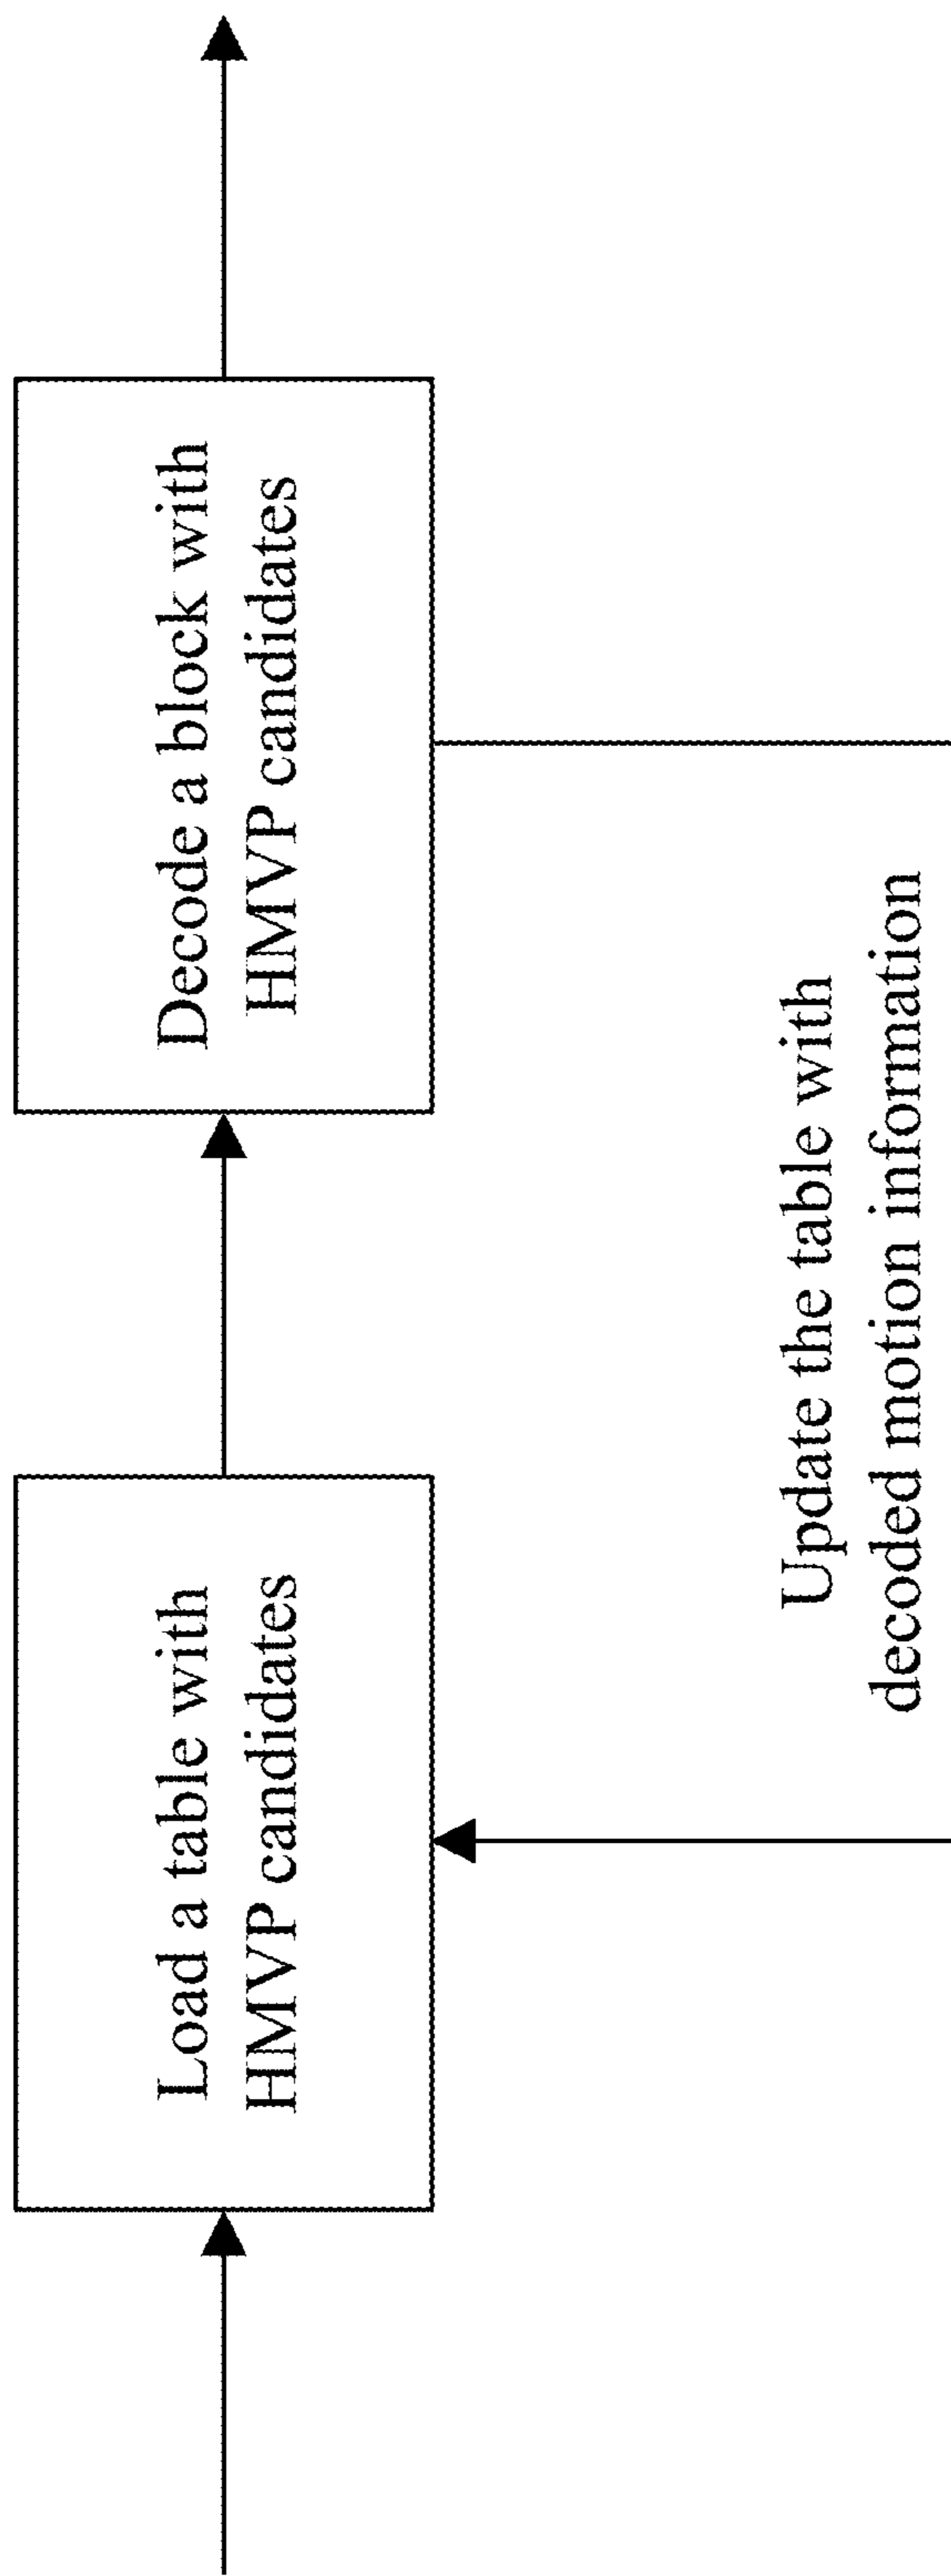 Load a table with
HMVP candidates
Decode a block with
HMVP candidates
Update the table with
decoded motion information